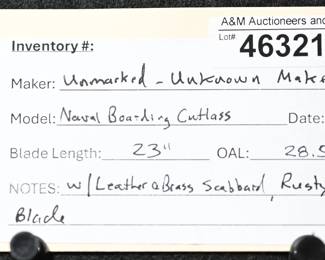 A&M Auctioneers and
Lot# 46321
Inventory #:
Maker: Unmarked - Unknown Make
Model: Naval Boarding Cutlass Date:
Blade Length: 23" OAL: 28.5
NOTES: w/ Leather & Brass Scabbard, Rusty
Blade